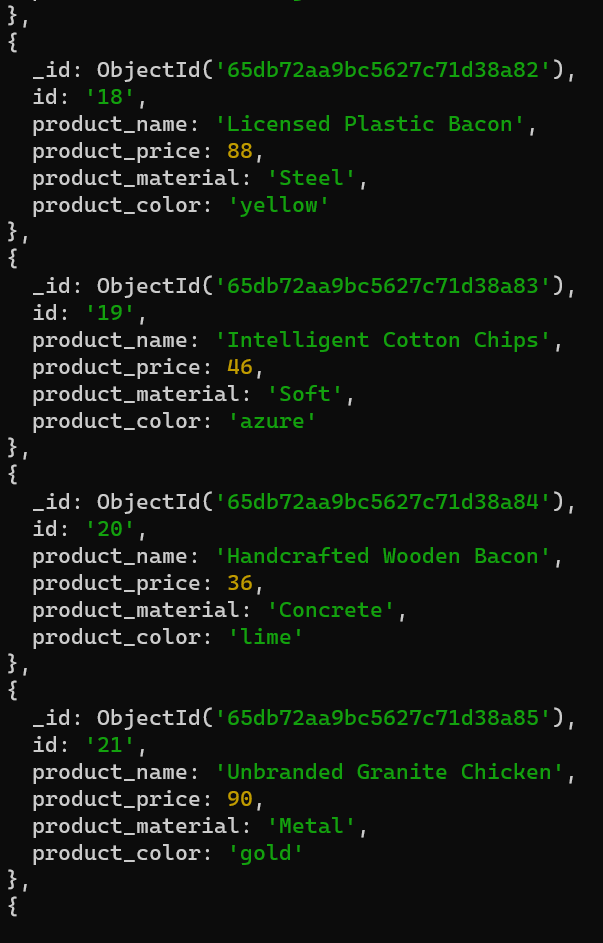 },
{
  _id: ObjectId('65db72aa9bc5627c71d38a82'),
  id: '18',
  product_name: 'Licensed Plastic Bacon',
  product_price: 88,
  product_material: 'Steel',
  product_color: 'yellow'
},
{
  _id: ObjectId('65db72aa9bc5627c71d38a83'),
  id: '19',
  product_name: 'Intelligent Cotton Chips',
  product_price: 46,
  product_material: 'Soft',
  product_color: 'azure'
},
{
  _id: ObjectId('65db72aa9bc5627c71d38a84'),
  id: '20',
  product_name: 'Handcrafted Wooden Bacon',
  product_price: 36,
  product_material: 'Concrete',
  product_color: 'lime'
},
{
  _id: ObjectId('65db72aa9bc5627c71d38a85'),
  id: '21',
  product_name: 'Unbranded Granite Chicken',
  product_price: 90,
  product_material: 'Metal',
  product_color: 'gold'
},
{